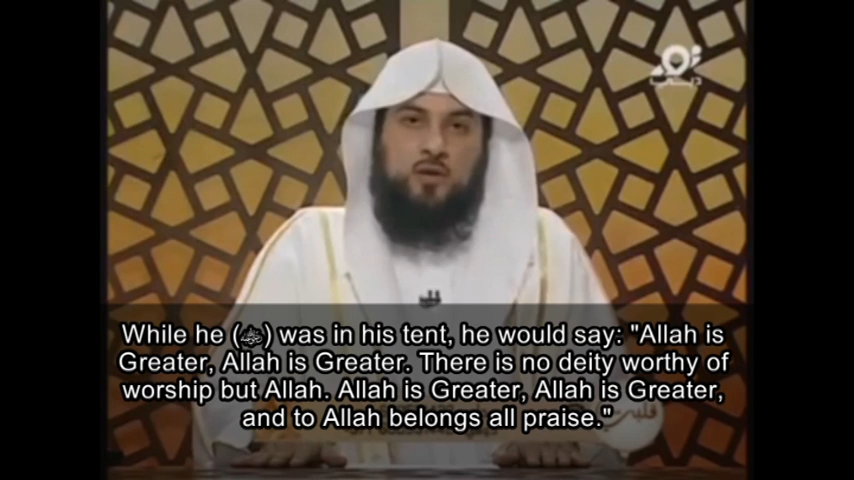 نور
دبي
While he (ﷺ) was in his tent, he would say: "Allah is
Greater, Allah is Greater. There is no deity worthy of
worship but Allah. Allah is Greater, Allah is Greater,
and to Allah belongs all praise."